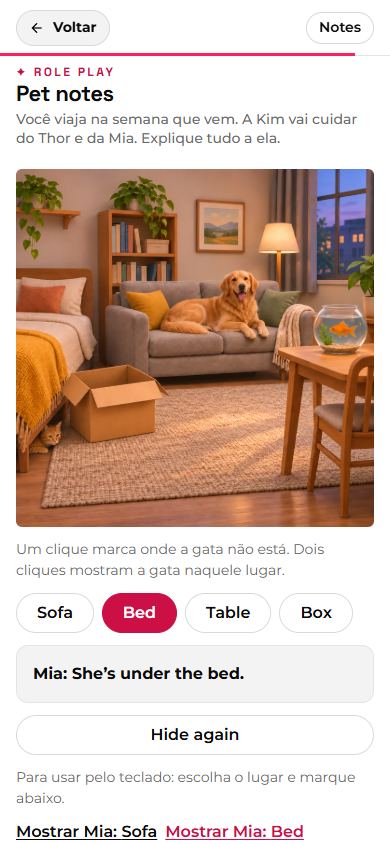 ← Voltar
Notes
✦ ROLE PLAY
Pet notes
Você viaja na semana que vem. A Kim vai cuidar
do Thor e da Mia. Explique tudo a ela.
Um clique marca onde a gata não está. Dois
cliques mostram a gata naquele lugar.
Sofa
Bed
Table
Box
Mia: She’s under the bed.
Hide again
Para usar pelo teclado: escolha o lugar e marque
abaixo.
Mostrar Mia: Sofa Mostrar Mia: Bed